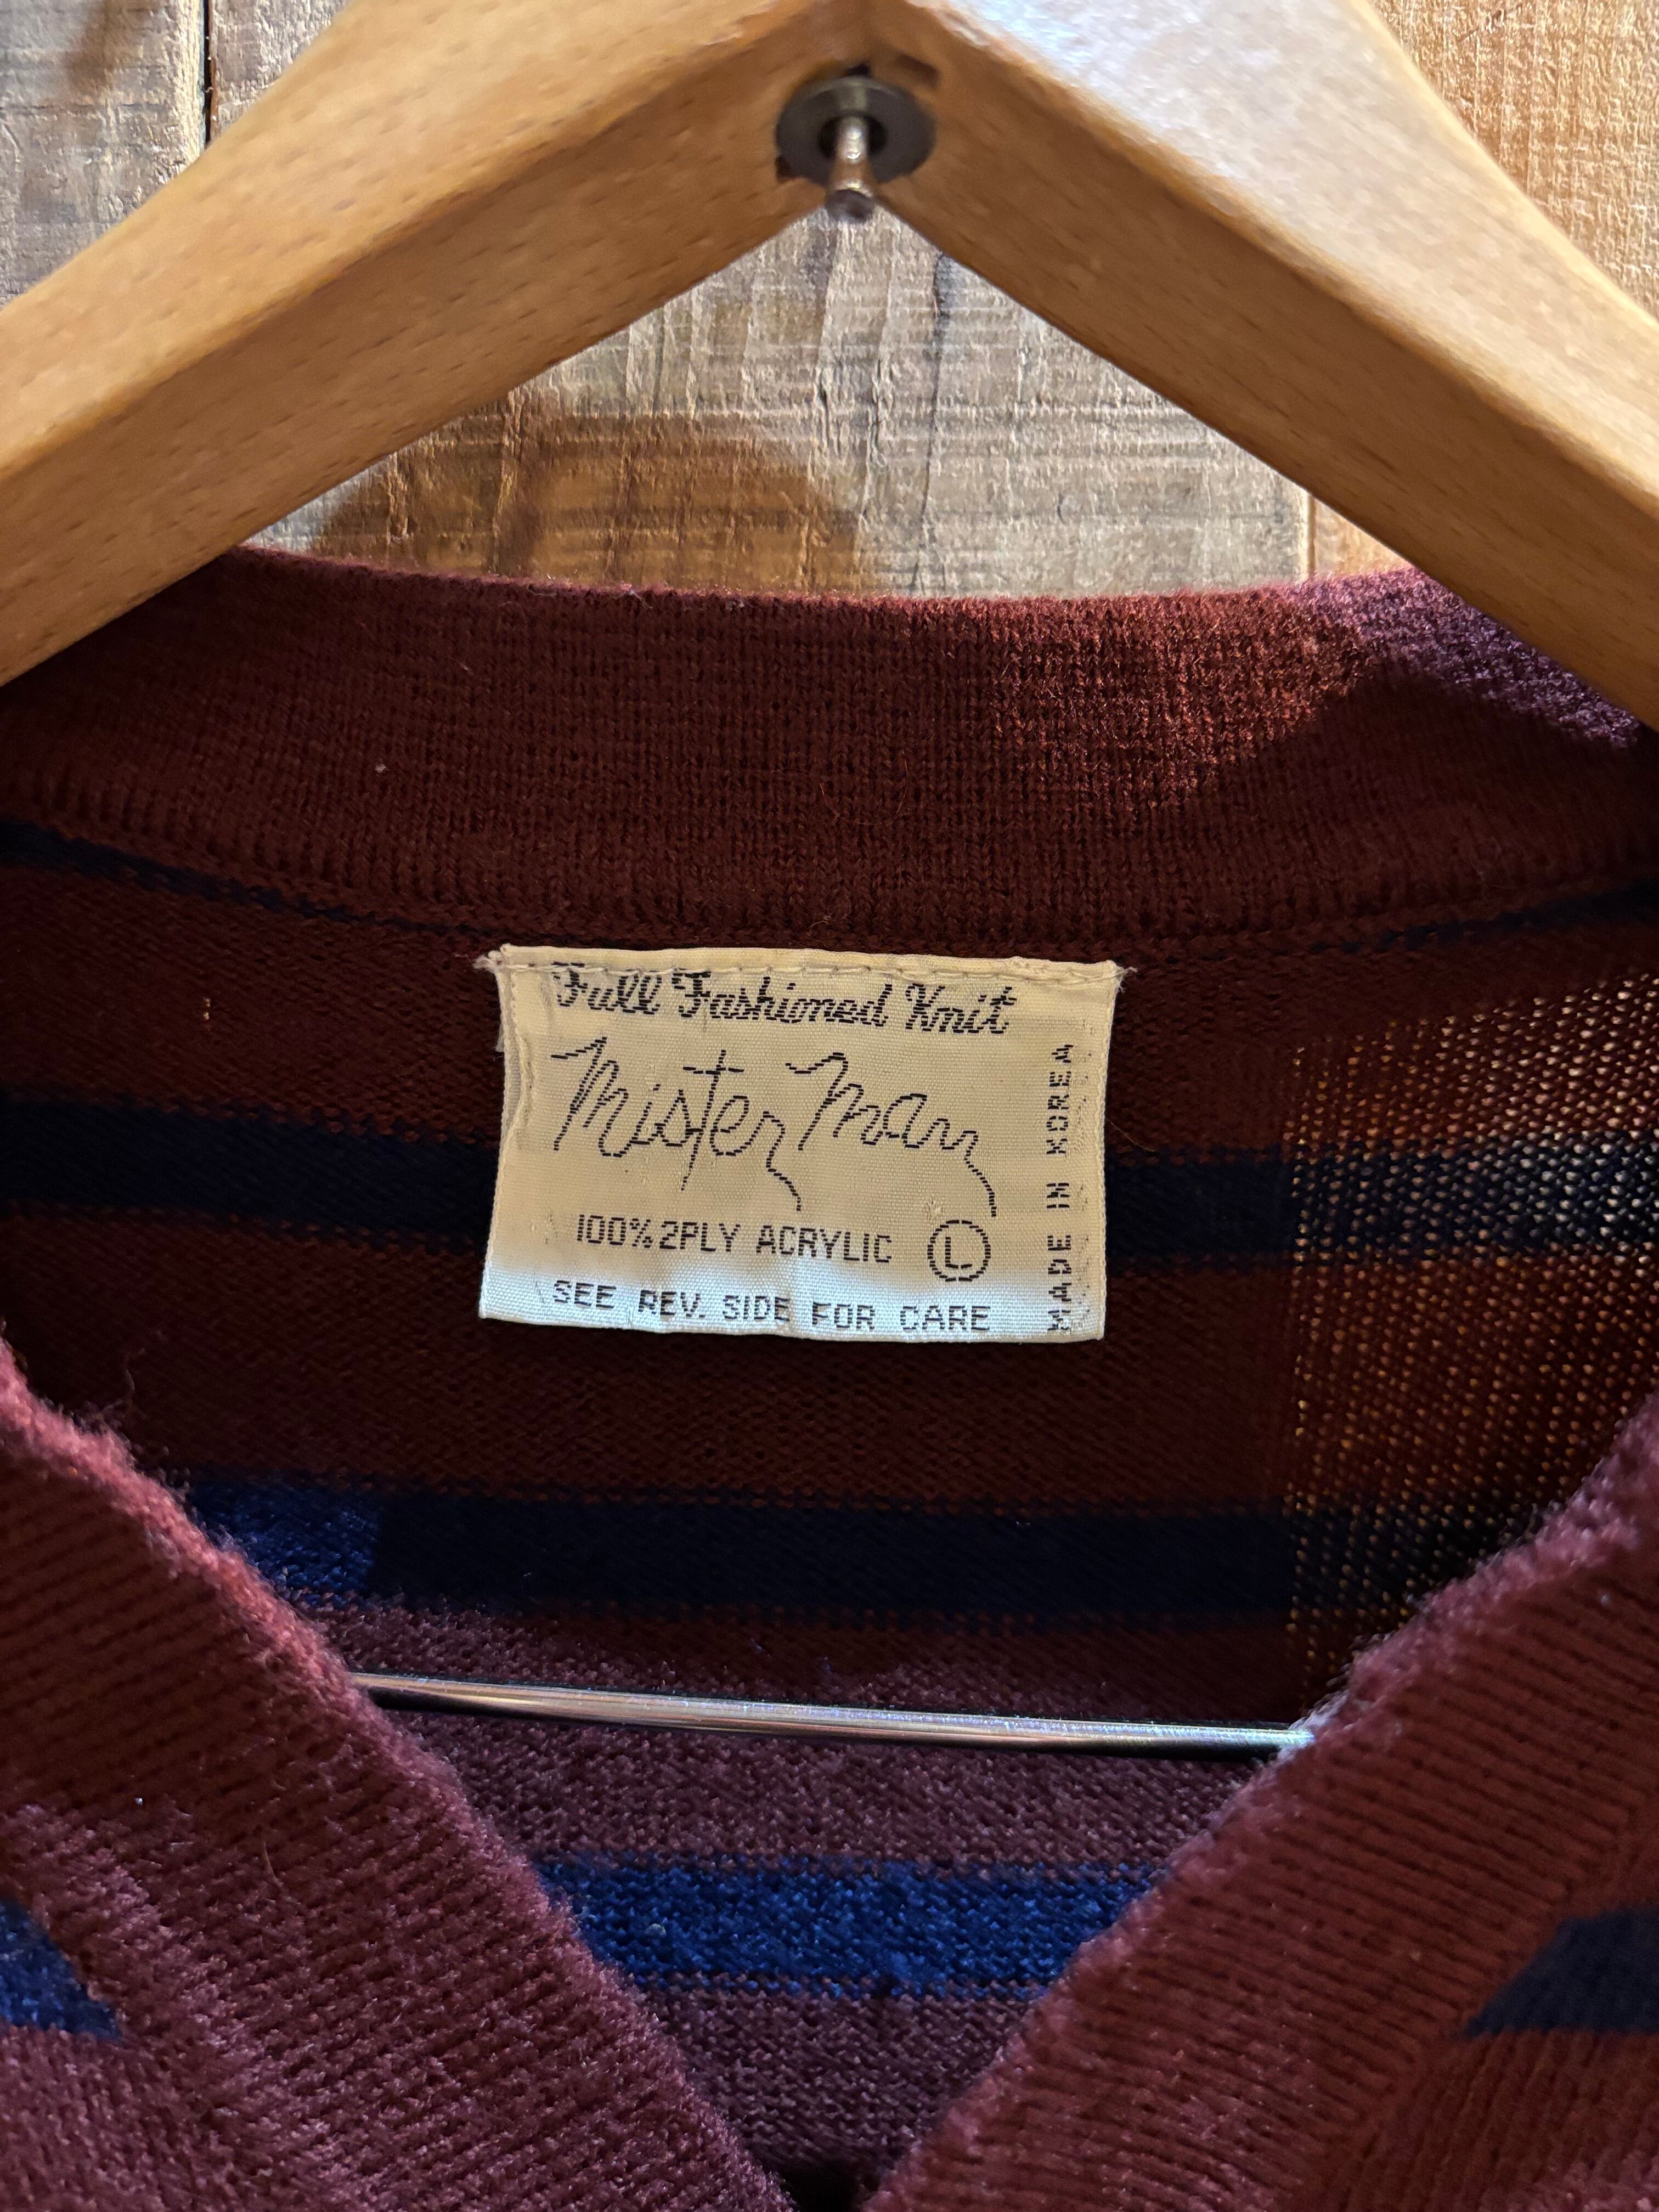 Full Fashioned Knit
Mister Man
100% 2PLY ACRYLIC Ⓛ
SEE REV. SIDE FOR CARE
MADE IN KOREA